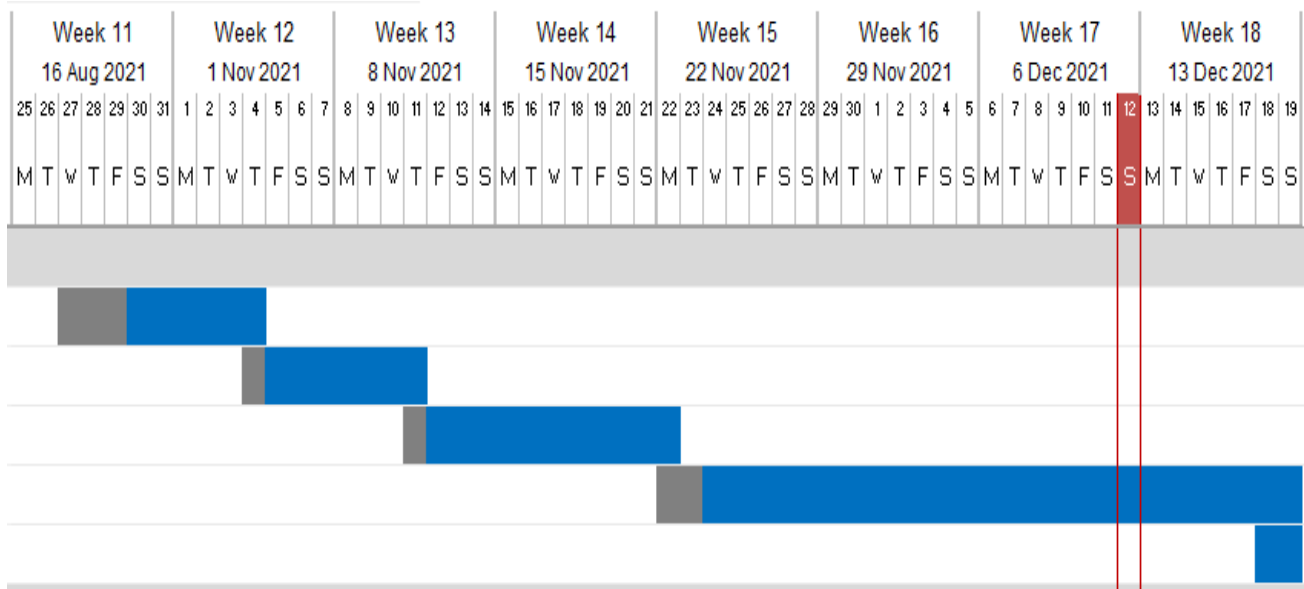 Week 11 Week 12 Week 13 Week 14 Week 15 Week 16 Week 17 Week 18
16 Aug 2021 1 Nov 2021 8 Nov 2021 15 Nov 2021 22 Nov 2021 29 Nov 2021 6 Dec 2021 13 Dec 2021
25 26 27 28 29 30 31 1 2 3 4 5 6 7 8 9 10 11 12 13 14 15 16 17 18 19 20 21 22 23 24 25 26 27 28 29 30 1 2 3 4 5 6 7 8 9 10 11 12 13 14 15 16 17 18 19
M T W T F S S M T W T F S S M T W T F S S M T W T F S S M T W T F S S M T W T F S S M T W T F S S M T W T F S S